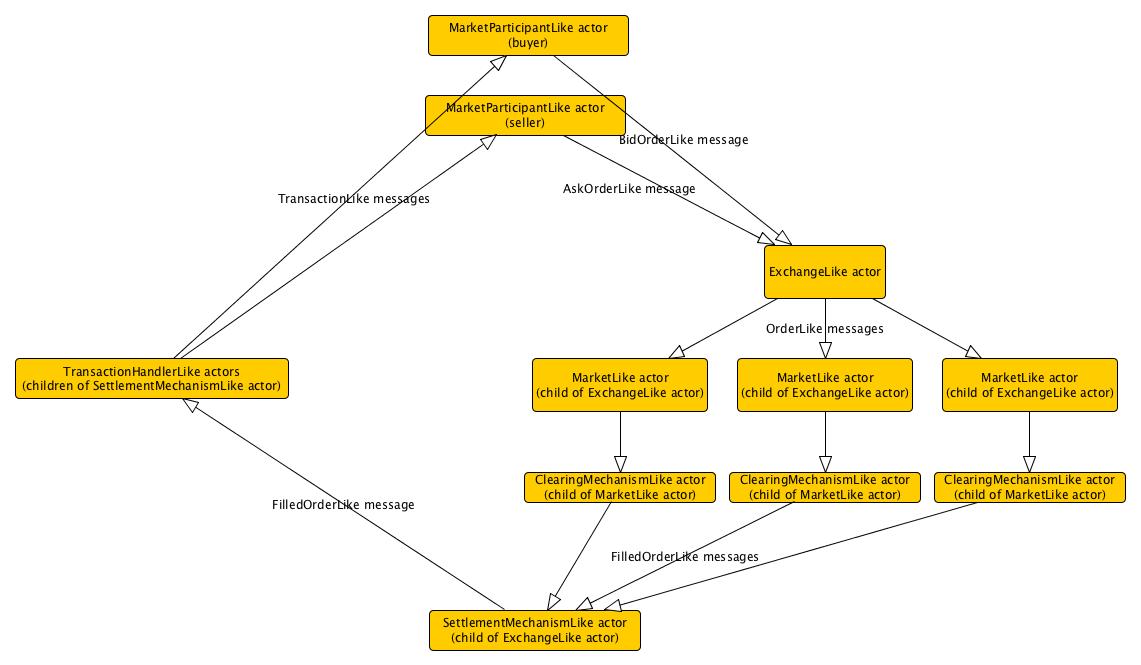 MarketParticipantLike actor
(buyer)
MarketParticipantLike actor
(seller)
BidOrderLike message
AskOrderLike message
TransactionLike messages
ExchangeLike actor
OrderLike messages
TransactionHandlerLike actors
(children of SettlementMechanismLike actor)
MarketLike actor
(child of ExchangeLike actor)
MarketLike actor
(child of ExchangeLike actor)
MarketLike actor
(child of ExchangeLike actor)
ClearingMechanismLike actor
(child of MarketLike actor)
ClearingMechanismLike actor
(child of MarketLike actor)
ClearingMechanismLike actor
(child of MarketLike actor)
FilledOrderLike message
FilledOrderLike messages
SettlementMechanismLike actor
(child of ExchangeLike actor)